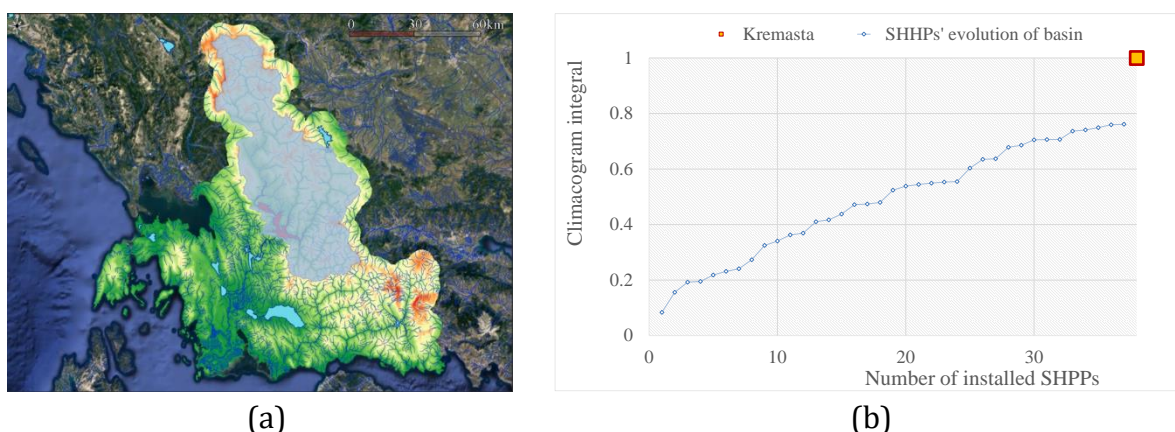 0 30 60km
Kremasta SHHPs' evolution of basin
1
0.8
0.6
0.4
0.2
0
Climacogram integral
0 10 20 30
Number of installed SHPPs
(a) (b)